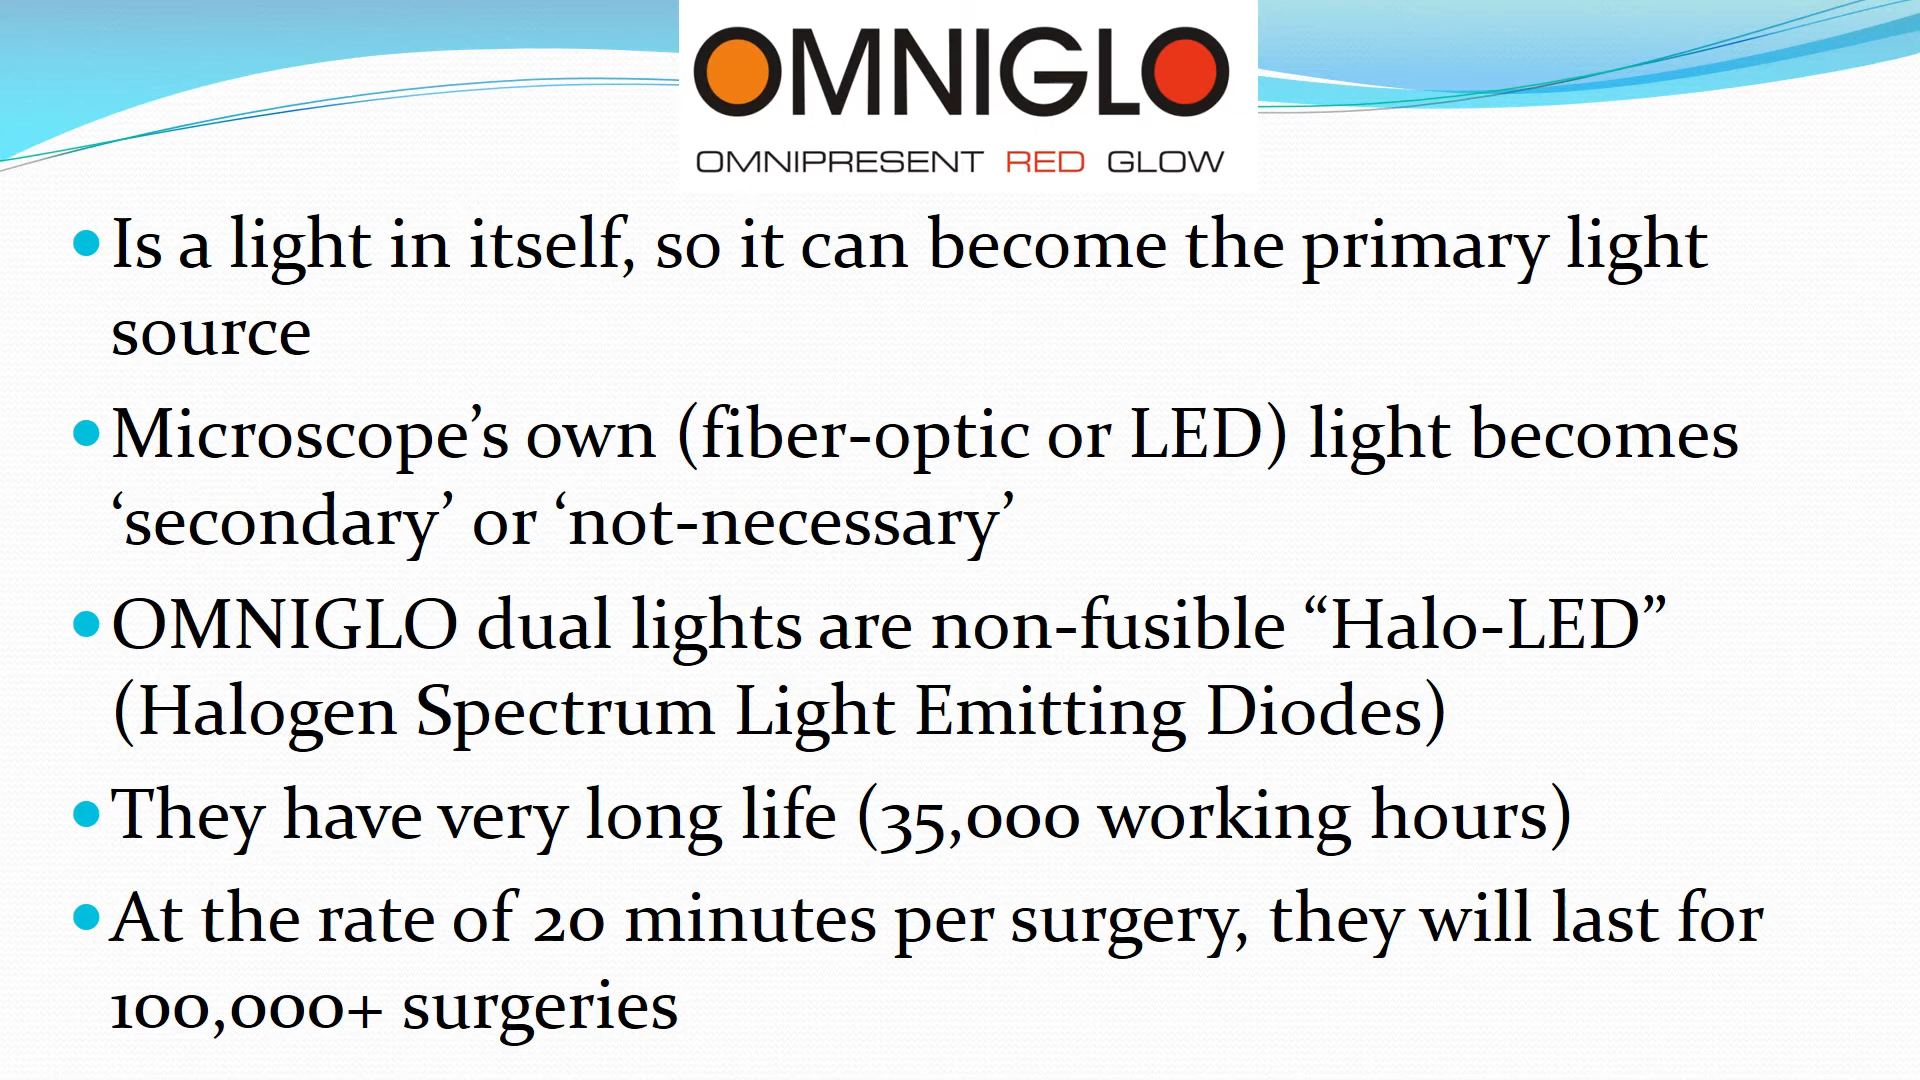 OMNIGLO
OMNIPRESENT RED GLOW
Is a light in itself, so it can become the primary light
source
Microscope’s own (fiber-optic or LED) light becomes
‘secondary’ or ‘not-necessary’
OMNIGLO dual lights are non-fusible “Halo-LED”
(Halogen Spectrum Light Emitting Diodes)
They have very long life (35,000 working hours)
At the rate of 20 minutes per surgery, they will last for
100,000+ surgeries